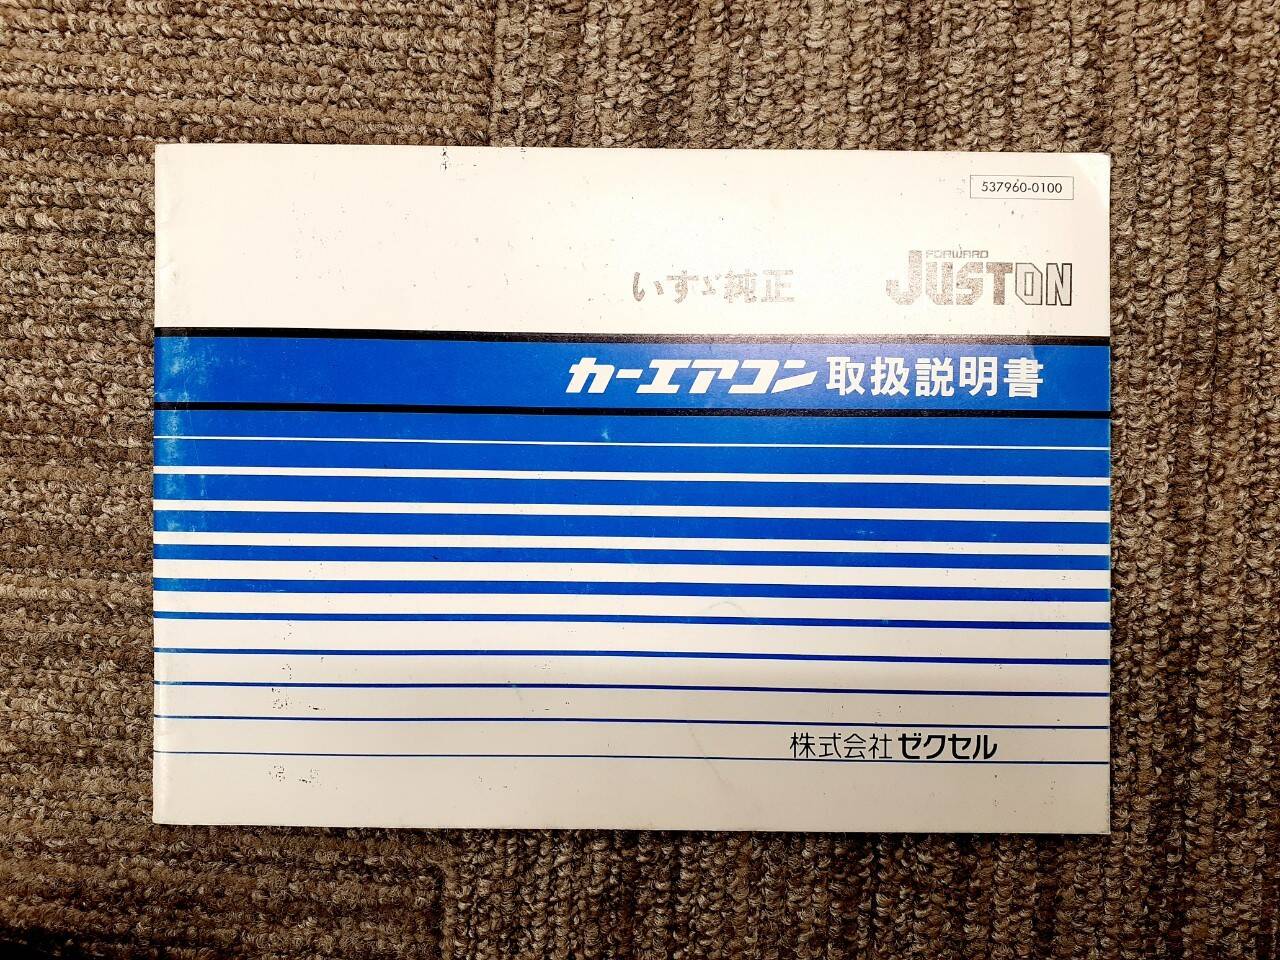 537960-0100
FORWARD
いすゞ純正 JUSTON
カーエアコン取扱説明書
株式会社ゼクセル